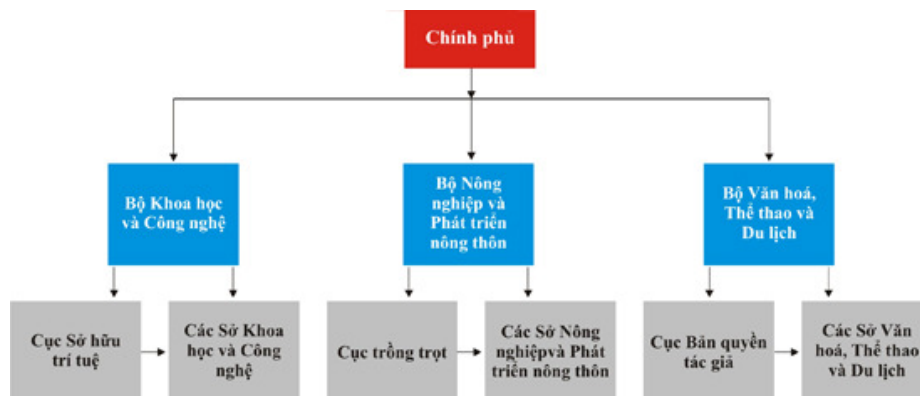 Chính phủ
Bộ Khoa học
và Công nghệ
Bộ Nông
nghiệp và
Phát triển
nông thôn
Bộ Văn hoá,
Thể thao và
Du lịch
Cục Sở hữu
trí tuệ
Các Sở Khoa
học và Công
nghệ
Cục trồng trọt
Các Sở Nông
nghiệpvà Phát
triển nông thôn
Cục Bản quyền
tác giả
Các Sở Văn
hoá, Thể thao
và Du lịch